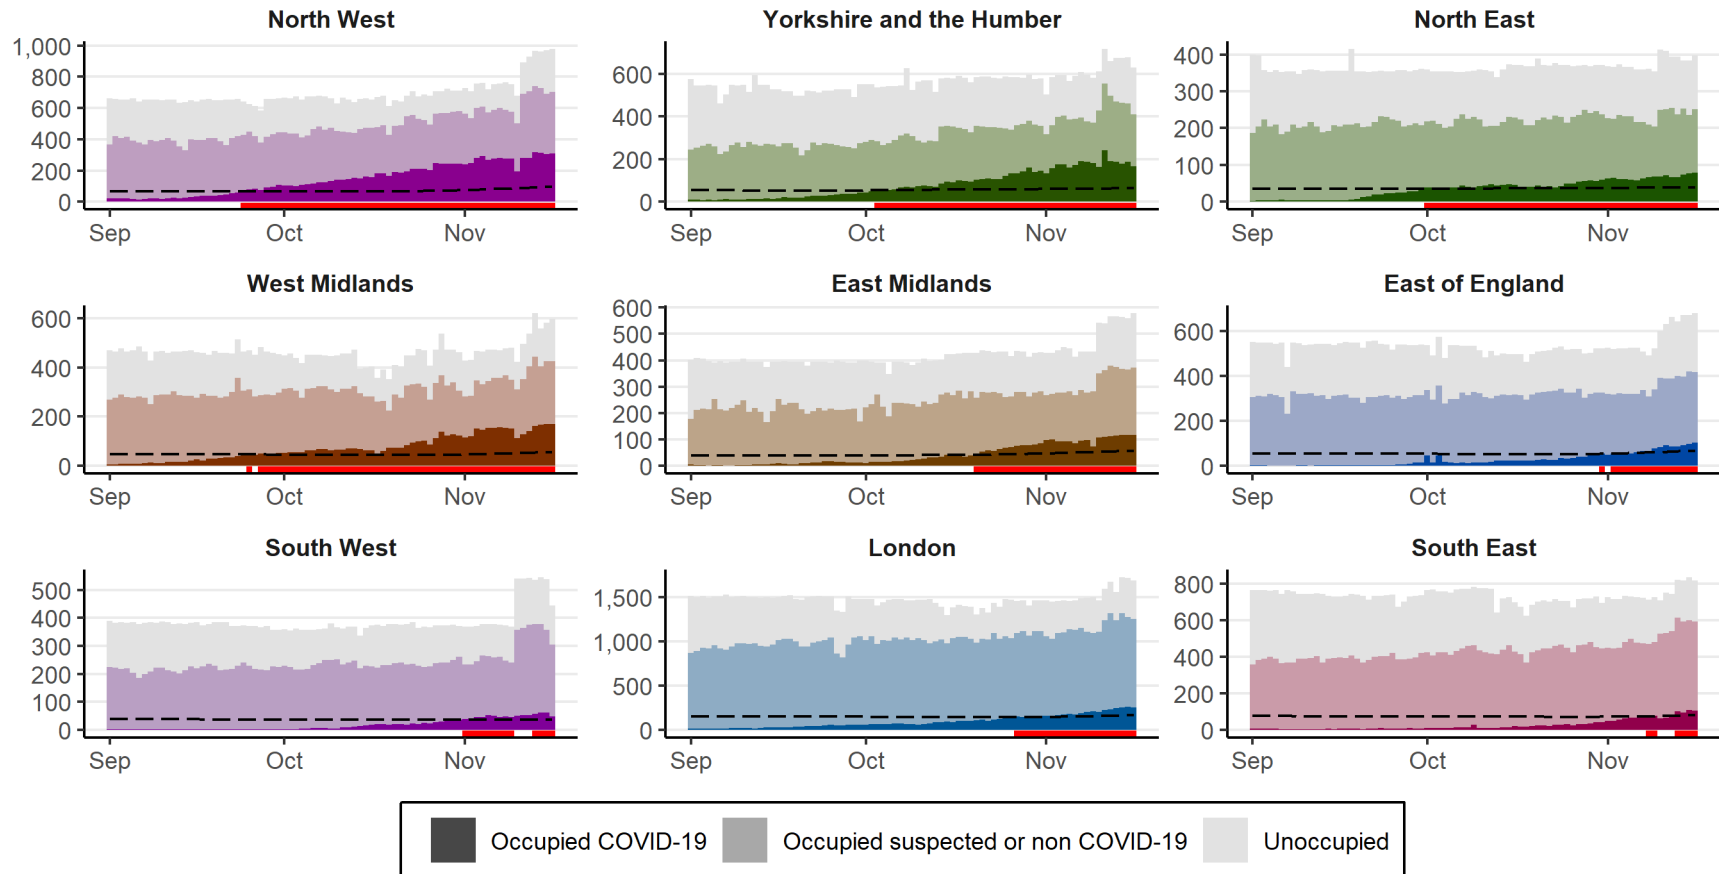 North West
1,000
800
600
400
200
0
Sep Oct Nov
Yorkshire and the Humber
600
400
200
0
Sep Oct Nov
North East
400
300
200
100
0
Sep Oct Nov
West Midlands
600
400
200
0
Sep Oct Nov
East Midlands
600
500
400
300
200
100
0
Sep Oct Nov
East of England
600
400
200
0
Sep Oct Nov
South West
500
400
300
200
100
0
Sep Oct Nov
London
1,500
1,000
500
0
Sep Oct Nov
South East
800
600
400
200
0
Sep Oct Nov
Occupied COVID-19 Occupied suspected or non COVID-19 Unoccupied